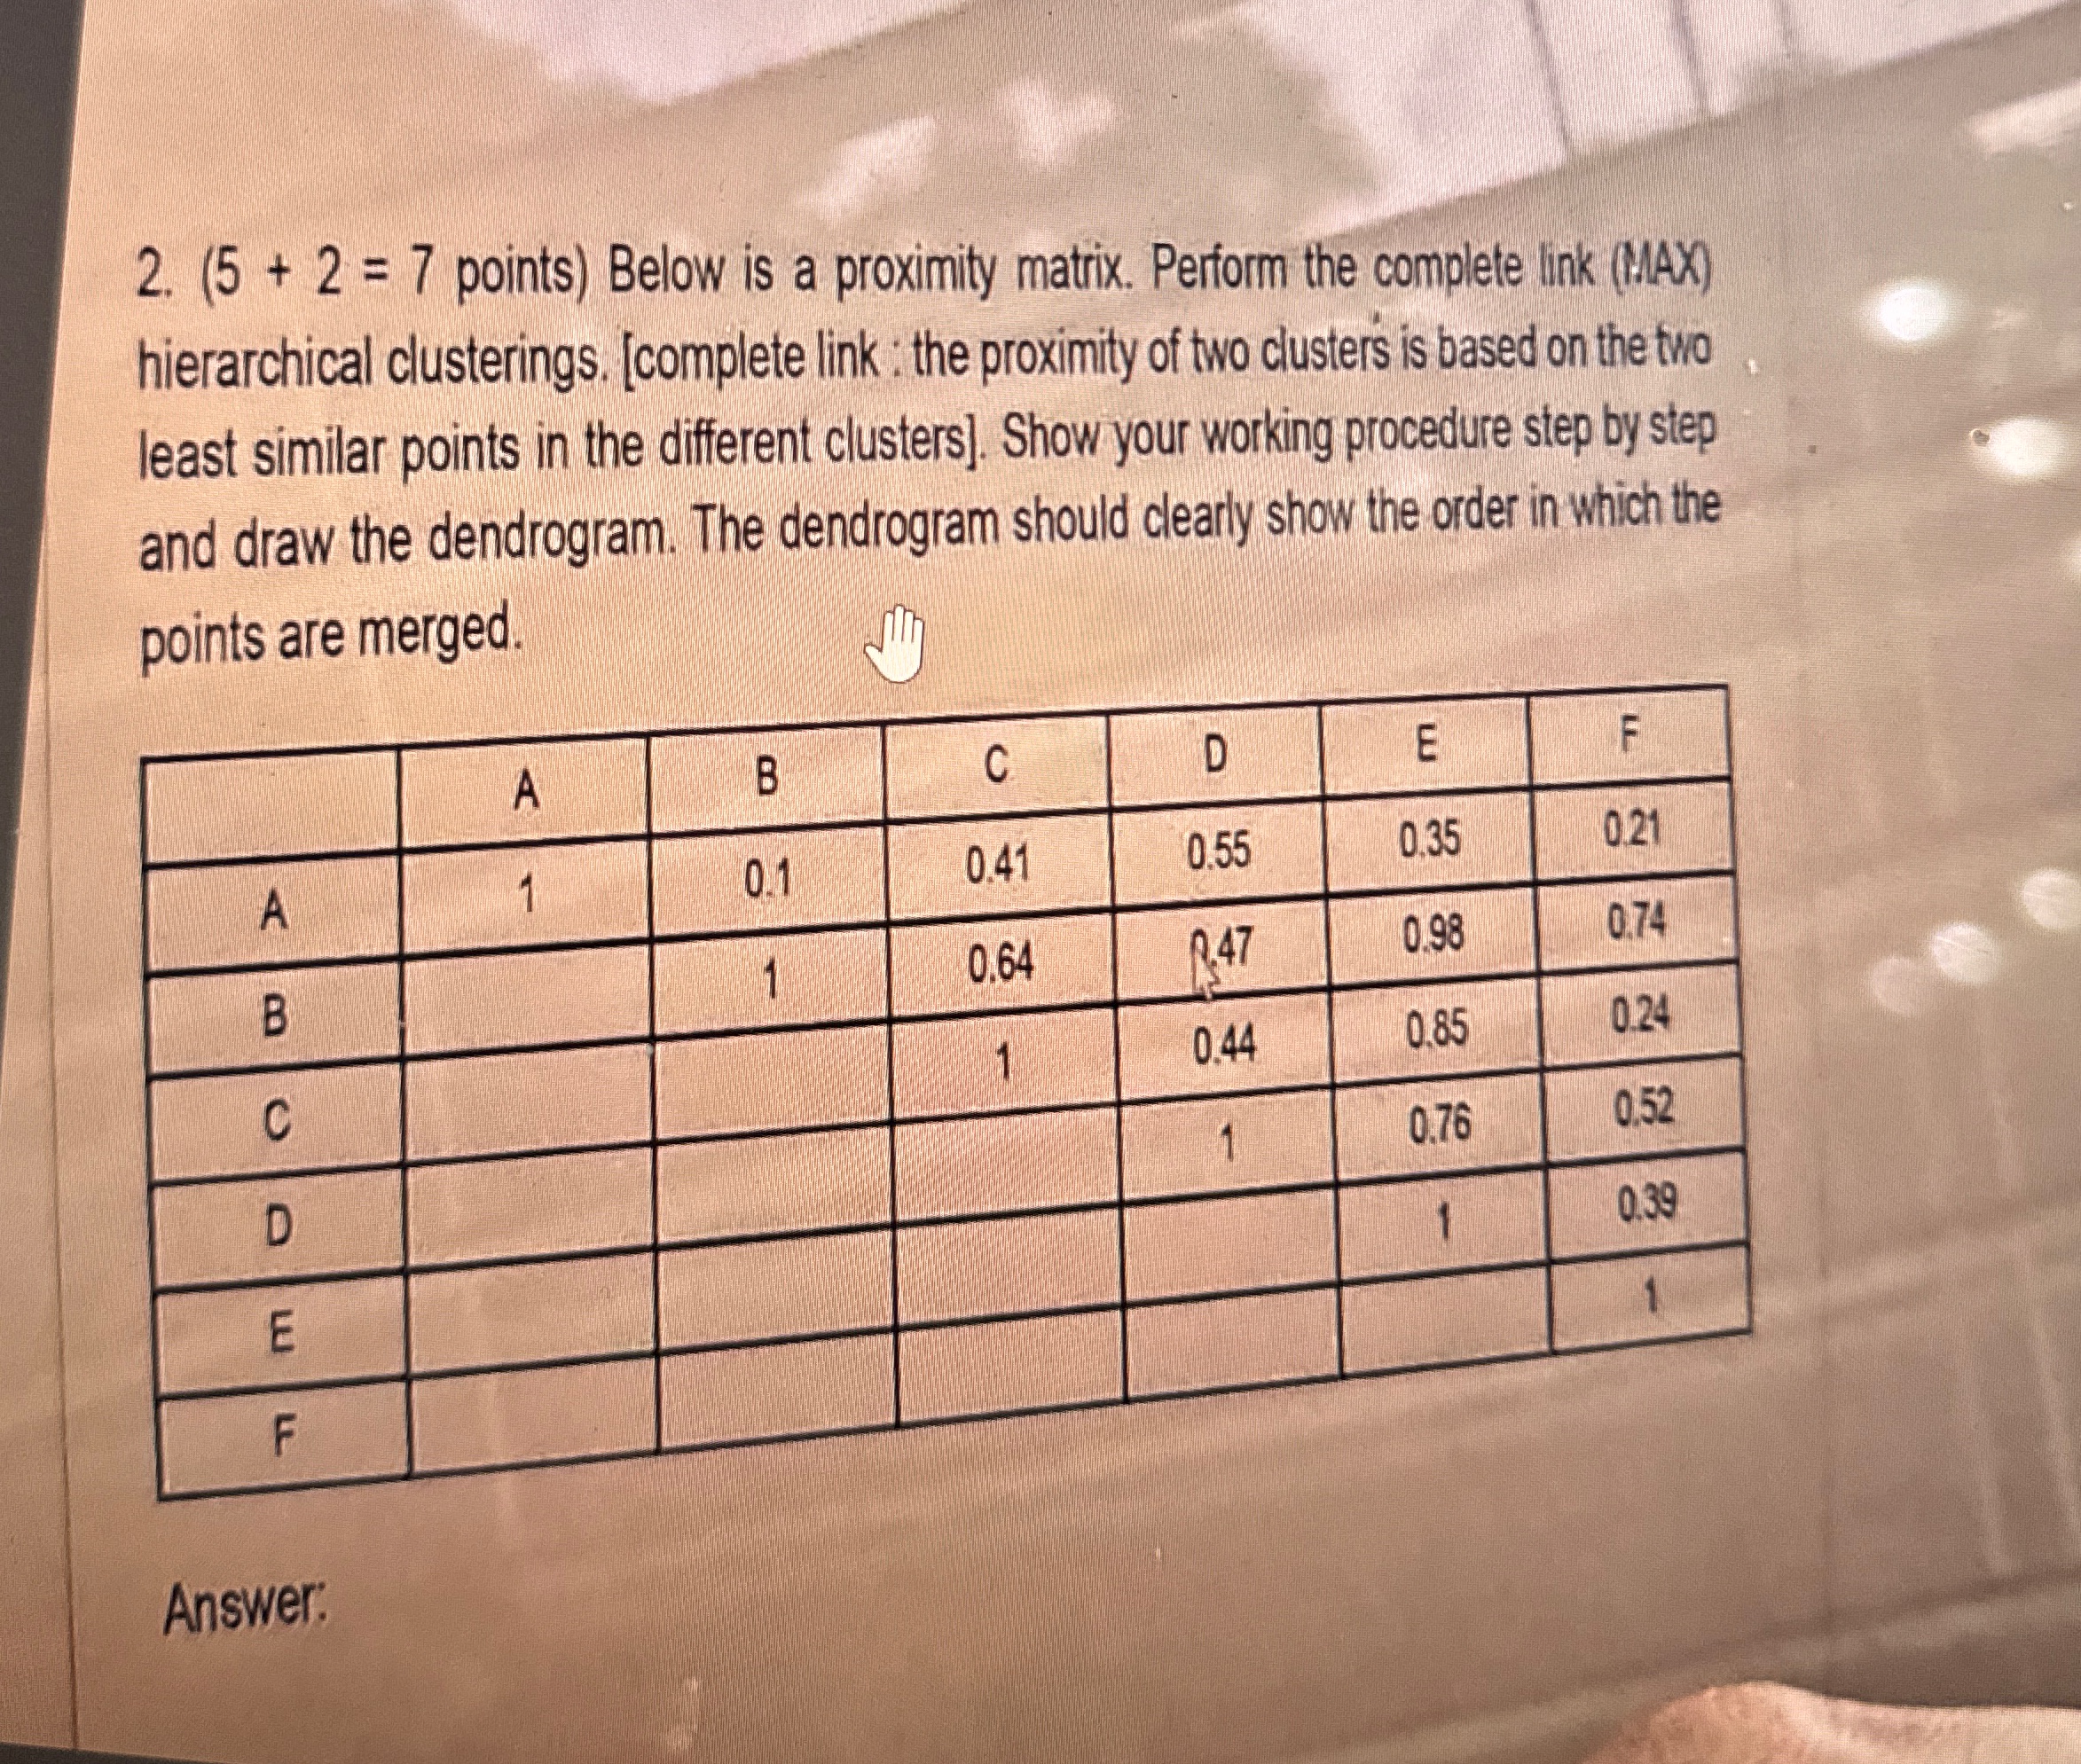 2. (5 + 2 = 7 points) Below is a proximity matrix. Perform the complete link (MAX)
hierarchical clusterings. [complete link : the proximity of two clusters is based on the two
least similar points in the different clusters]. Show your working procedure step by step
and draw the dendrogram. The dendrogram should clearly show the order in which the
points are merged.
A B C D E F
A 1 0.1 0.41 0.55 0.35 0.21
B 1 0.64 0.47 0.98 0.74
C 1 0.44 0.85 0.24
D 1 0.76 0.52
E 1 0.39
F 1
Answer: